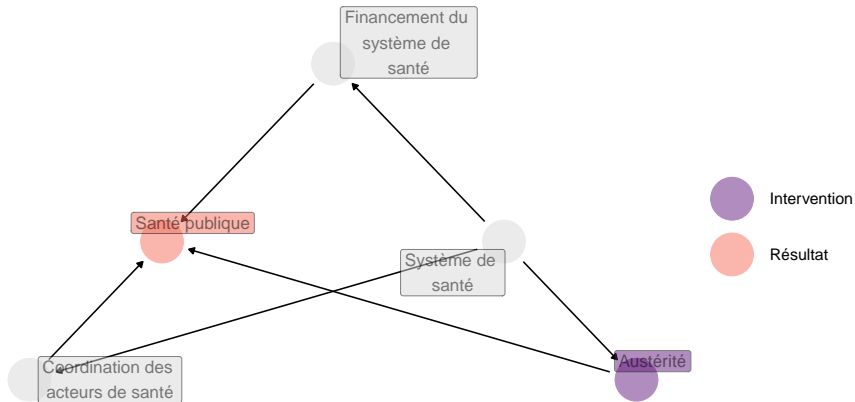 Financement du
système de
santé
Santé publique
Système de
santé
Coordination des
acteurs de santé
Austérité
Intervention
Résultat